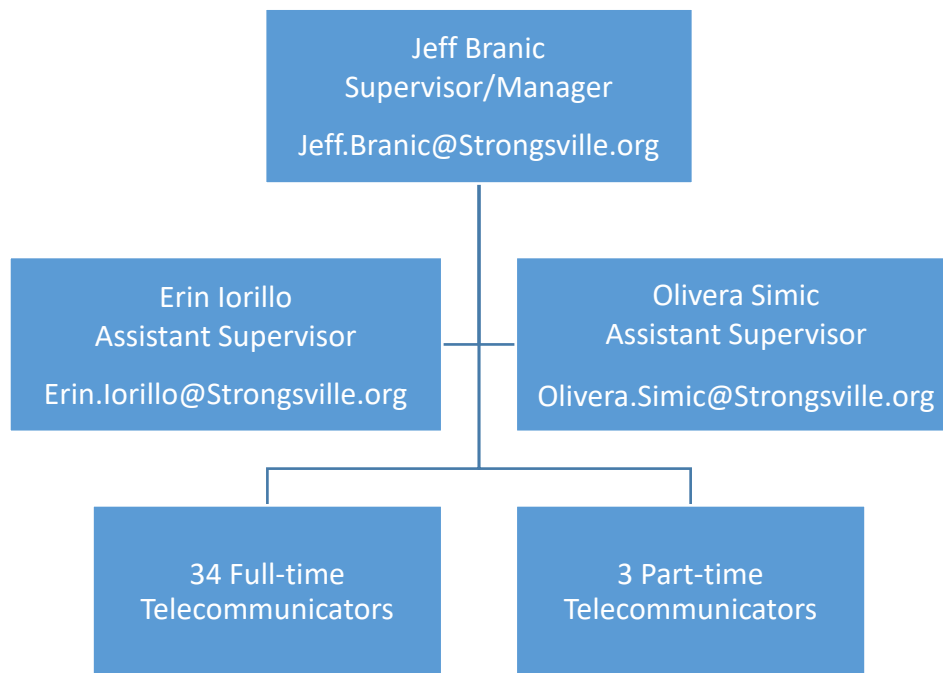 Jeff Branic
Supervisor/Manager
Jeff.Branic@Strongsville.org
Erin Iorillo
Assistant Supervisor
Erin.Iorillo@Strongsville.org
Olivera Simic
Assistant Supervisor
Olivera.Simic@Strongsville.org
34 Full-time
Telecommunicators
3 Part-time
Telecommunicators